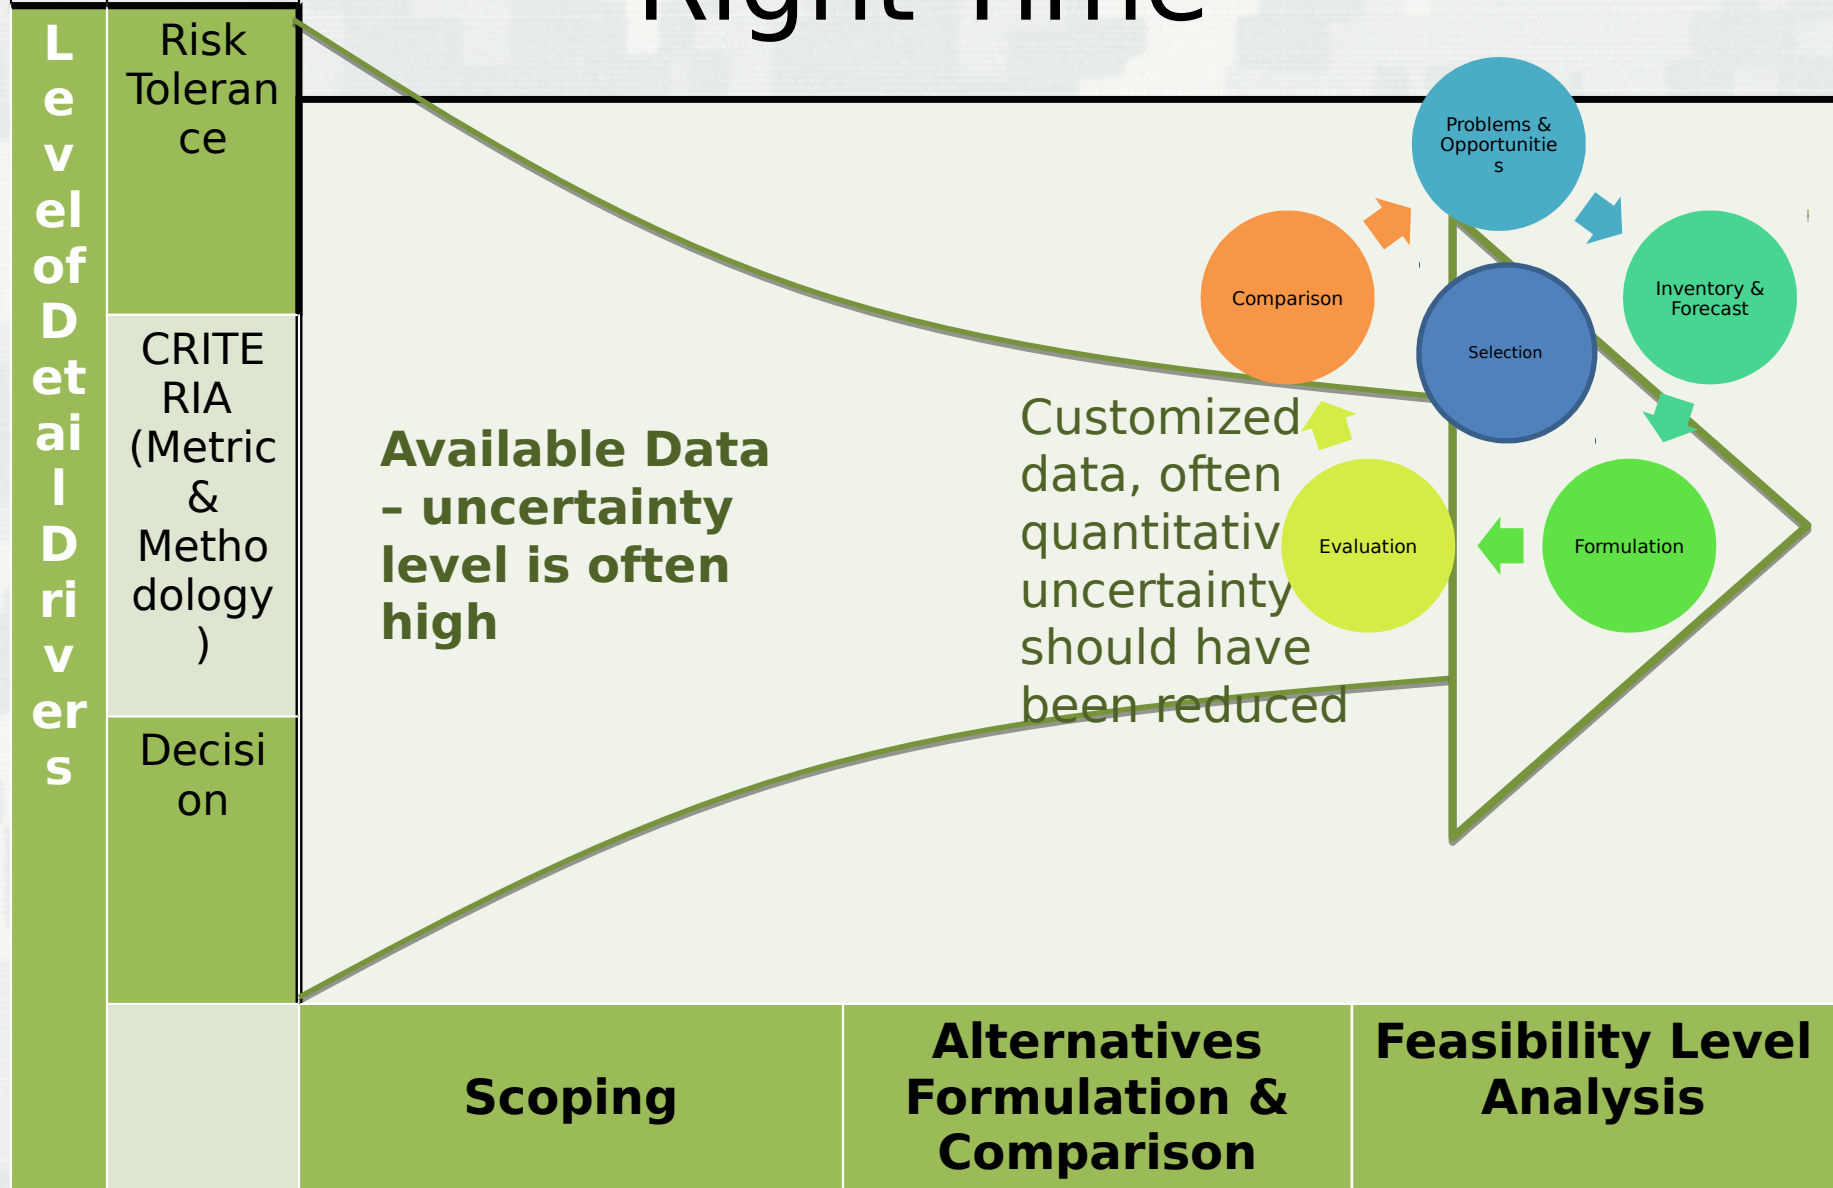 Right Time
L
e
v
el
of
D
et
ai
l
D
ri
v
er
s
Risk
Toleran
ce
CRITE
RIA
(Metric
&
Metho
dology
)
Decisi
on
Available Data
– uncertainty
level is often
high
Customized
data, often
quantitativ
uncertainty
should have
been reduced
Problems &
Opportunitie
s
Inventory &
Forecast
Formulation
Evaluation
Comparison
Selection
Scoping
Alternatives
Formulation &
Comparison
Feasibility Level
Analysis